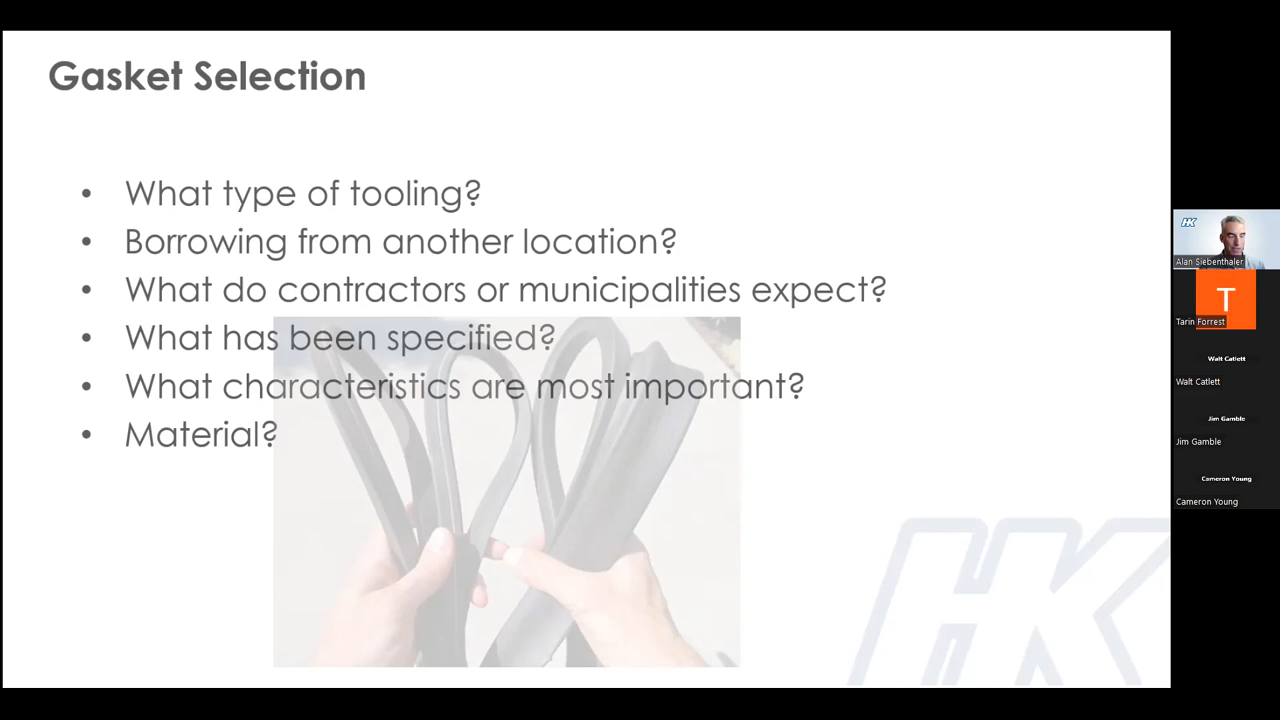 Gasket Selection
• What type of tooling?
• Borrowing from another location?
• What do contractors or municipalities expect?
• What has been specified?
• What characteristics are most important?
• Material?
HK
HK
Alan Siebenthaler
T
Tarin Forrest
Walt Catlett
Walt Catlett
Jim Gamble
Jim Gamble
Cameron Young
Cameron Young